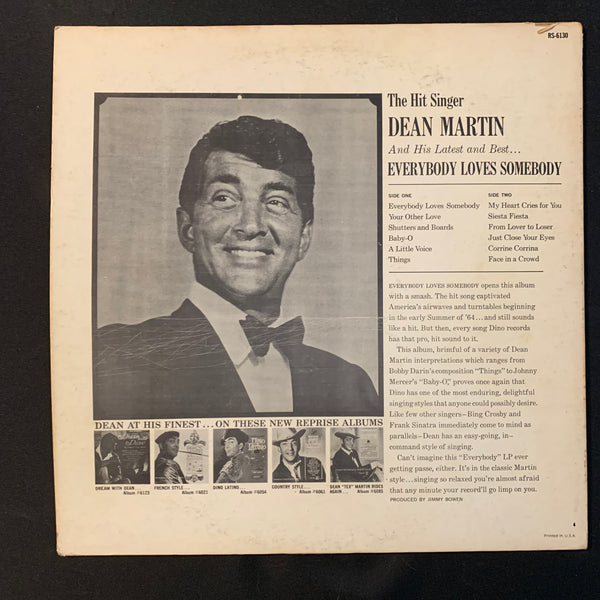 RS-6130
The Hit Singer
DEAN MARTIN
And His Latest and Best...
EVERYBODY LOVES SOMEBODY
SIDE ONE
Everybody Loves Somebody
Your Other Love
Shutters and Boards
Baby-O
A Little Voice
Things
SIDE TWO
My Heart Cries for You
Siesta Fiesta
From Lover to Loser
Just Close Your Eyes
Corrine Corrina
Face in a Crowd
EVERYBODY LOVES SOMEBODY opens this album
with a smash. The hit song captivated
America's airwaves and turntables beginning
in the early Summer of '64...and still sounds
like a hit. But then, every song Dino records
has that pro, hit sound to it.
This album, brimful of a variety of Dean
Martin interpretations which ranges from
Bobby Darin's composition "Things" to Johnny
Mercer's "Baby-O," proves once again that
Dino has one of the most enduring, delightful
singing styles that anyone could possibly desire.
Like few other singers–Bing Crosby and
Frank Sinatra immediately come to mind as
parallels–Dean has an easy-going, in–
command style of singing.
Can't imagine this "Everybody" LP ever
getting passe, either. It's in the classic Martin
style...singing so relaxed you're almost afraid
that any minute your record'll go limp on you.
PRODUCED BY JIMMY BOWEN
DEAN AT HIS FINEST...ON THESE NEW REPRISE ALBUMS
DREAM WITH DEAN...
Album #6123
FRENCH STYLE...
Album #6021
DINO LATINO...
Album #6054
COUNTRY STYLE...
Album #6061
DEAN "TEX" MARTIN RIDES
AGAIN... Album #6085
4
Printed in U.S.A.